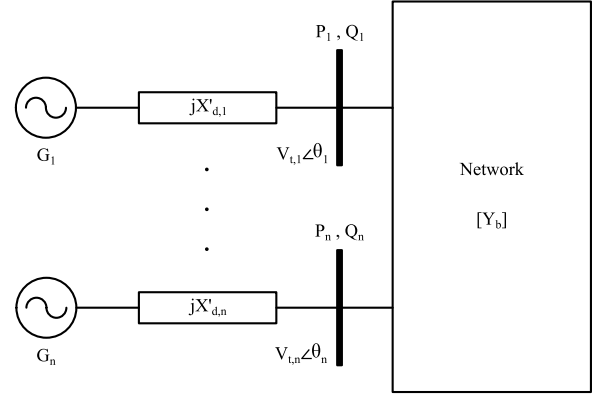 P1 , Q1
jX'd,1
G1
Vt,1∠θ1
Network
[Yb]
Pn , Qn
jX'd,n
Gn
Vt,n∠θn